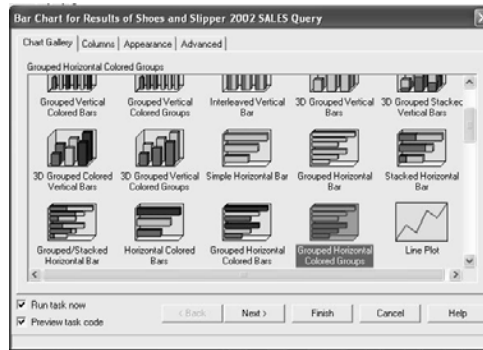 Bar Chart for Results of Shoes and Slipper 2002 SALES Query
Chart Gallery Columns Appearance Advanced
Grouped Horizontal Colored Groups
Grouped Vertical Colored Bars
Grouped Vertical Colored Groups
Interleaved Vertical Bar
3D Grouped Vertical Bars
3D Grouped Stacked Vertical Bars
3D Grouped Colored Vertical Bars
3D Grouped Vertical Colored Groups
Simple Horizontal Bar
Grouped Horizontal Bar
Stacked Horizontal Bar
Grouped/Stacked Horizontal Bar
Horizontal Colored Bars
Grouped Horizontal Colored Bars
Grouped Horizontal Colored Groups
Line Plot
Run task now
Preview task code
< Back Next > Finish Cancel Help